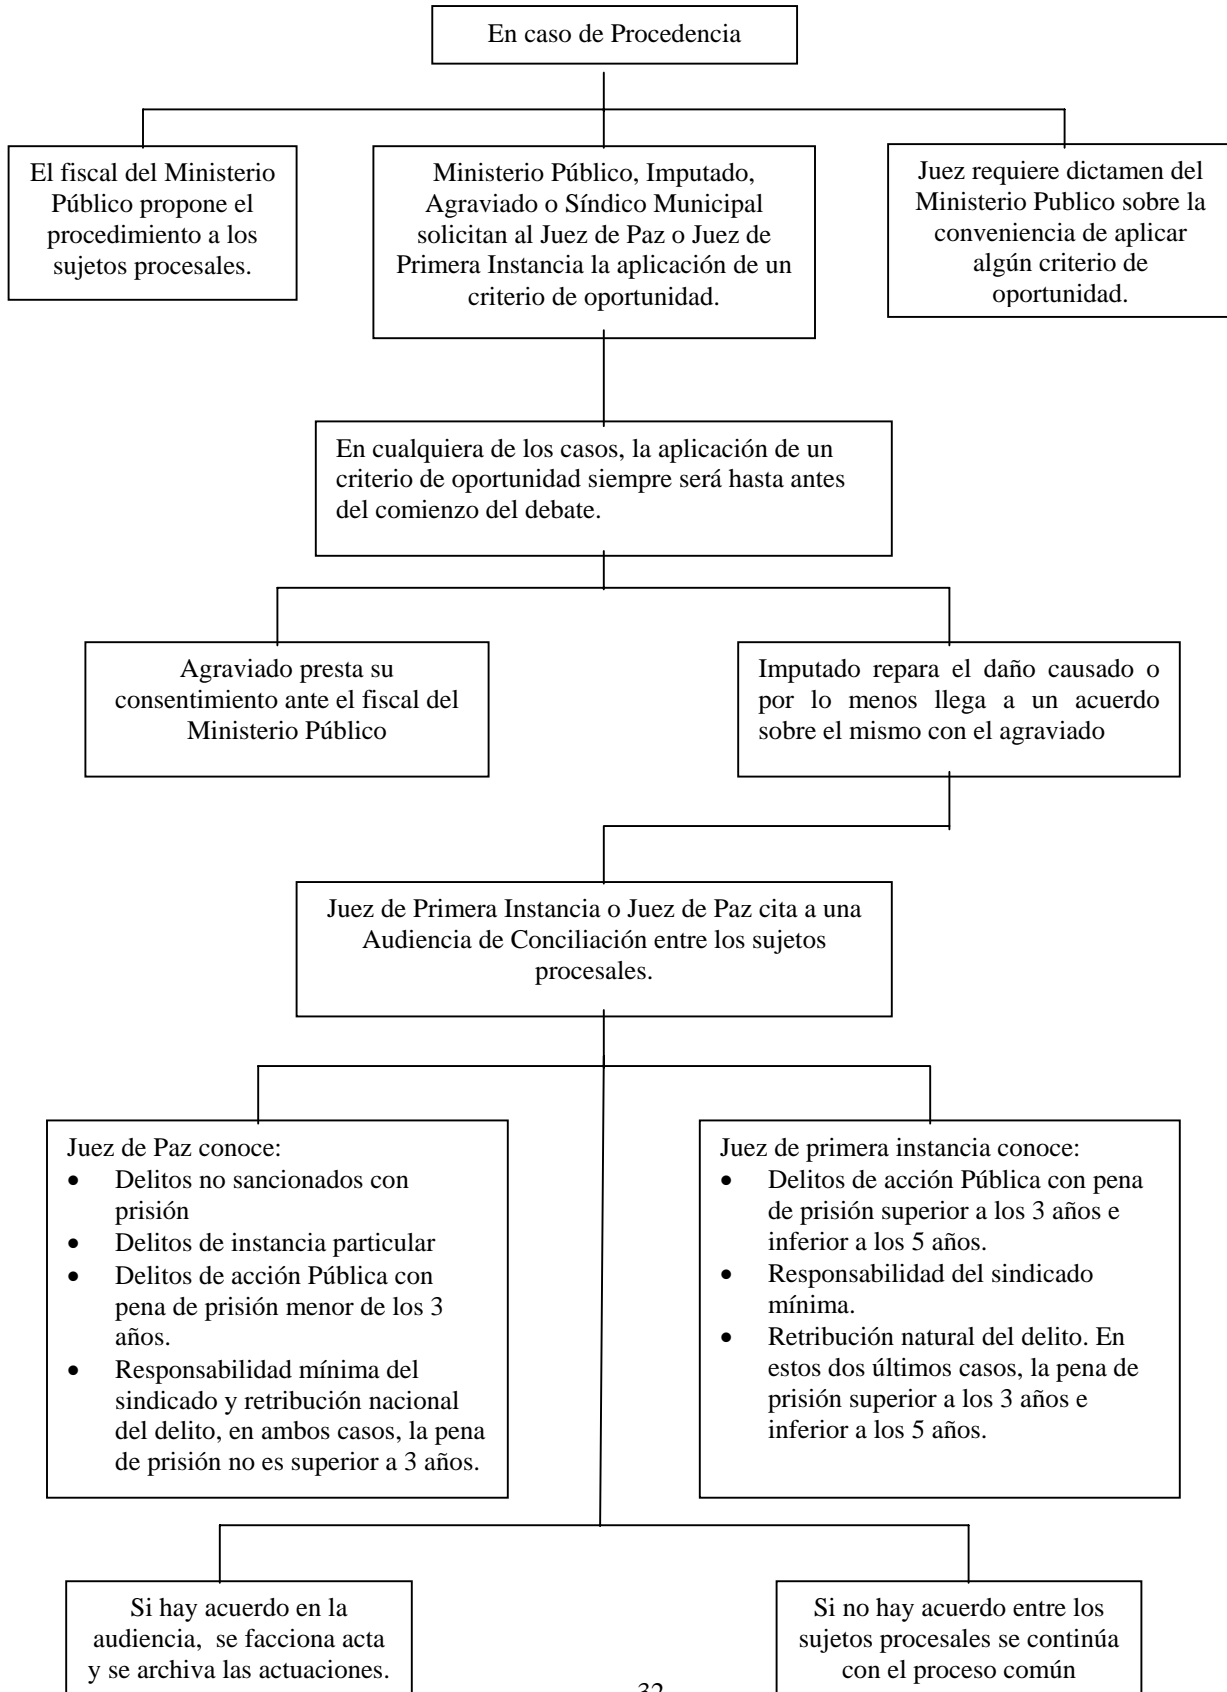 En caso de Procedencia
El fiscal del Ministerio
Público propone el
procedimiento a los
sujetos procesales.
Ministerio Público, Imputado,
Agraviado o Síndico Municipal
solicitan al Juez de Paz o Juez de
Primera Instancia la aplicación de un
criterio de oportunidad.
Juez requiere dictamen del
Ministerio Publico sobre la
conveniencia de aplicar
algún criterio de
oportunidad.
En cualquiera de los casos, la aplicación de un
criterio de oportunidad siempre será hasta antes
del comienzo del debate.
Agraviado presta su
consentimiento ante el fiscal del
Ministerio Público
Imputado repara el daño causado o
por lo menos llega a un acuerdo
sobre el mismo con el agraviado
Juez de Primera Instancia o Juez de Paz cita a una
Audiencia de Conciliación entre los sujetos
procesales.
Juez de Paz conoce:
• Delitos no sancionados con
prisión
• Delitos de instancia particular
• Delitos de acción Pública con
pena de prisión menor de los 3
años.
• Responsabilidad mínima del
sindicado y retribución nacional
del delito, en ambos casos, la pena
de prisión no es superior a 3 años.
Juez de primera instancia conoce:
• Delitos de acción Pública con pena
de prisión superior a los 3 años e
inferior a los 5 años.
• Responsabilidad del sindicado
mínima.
• Retribución natural del delito. En
estos dos últimos casos, la pena de
prisión superior a los 3 años e
inferior a los 5 años.
Si hay acuerdo en la
audiencia, se facciona acta
y se archiva las actuaciones.
Si no hay acuerdo entre los
sujetos procesales se continúa
con el proceso común
32